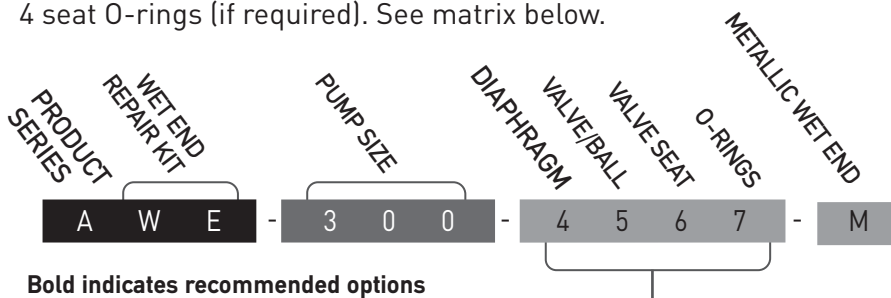 4 seat O-rings (if required). See matrix below.
PRODUCT
SERIES
WET END
REPAIR KIT
PUMP SIZE
DIAPHRAGM
VALVE/BALL
VALVE SEAT
O-RINGS
METALLIC WET END
A W E - 3 0 0 - 4 5 6 7 - M
Bold indicates recommended options